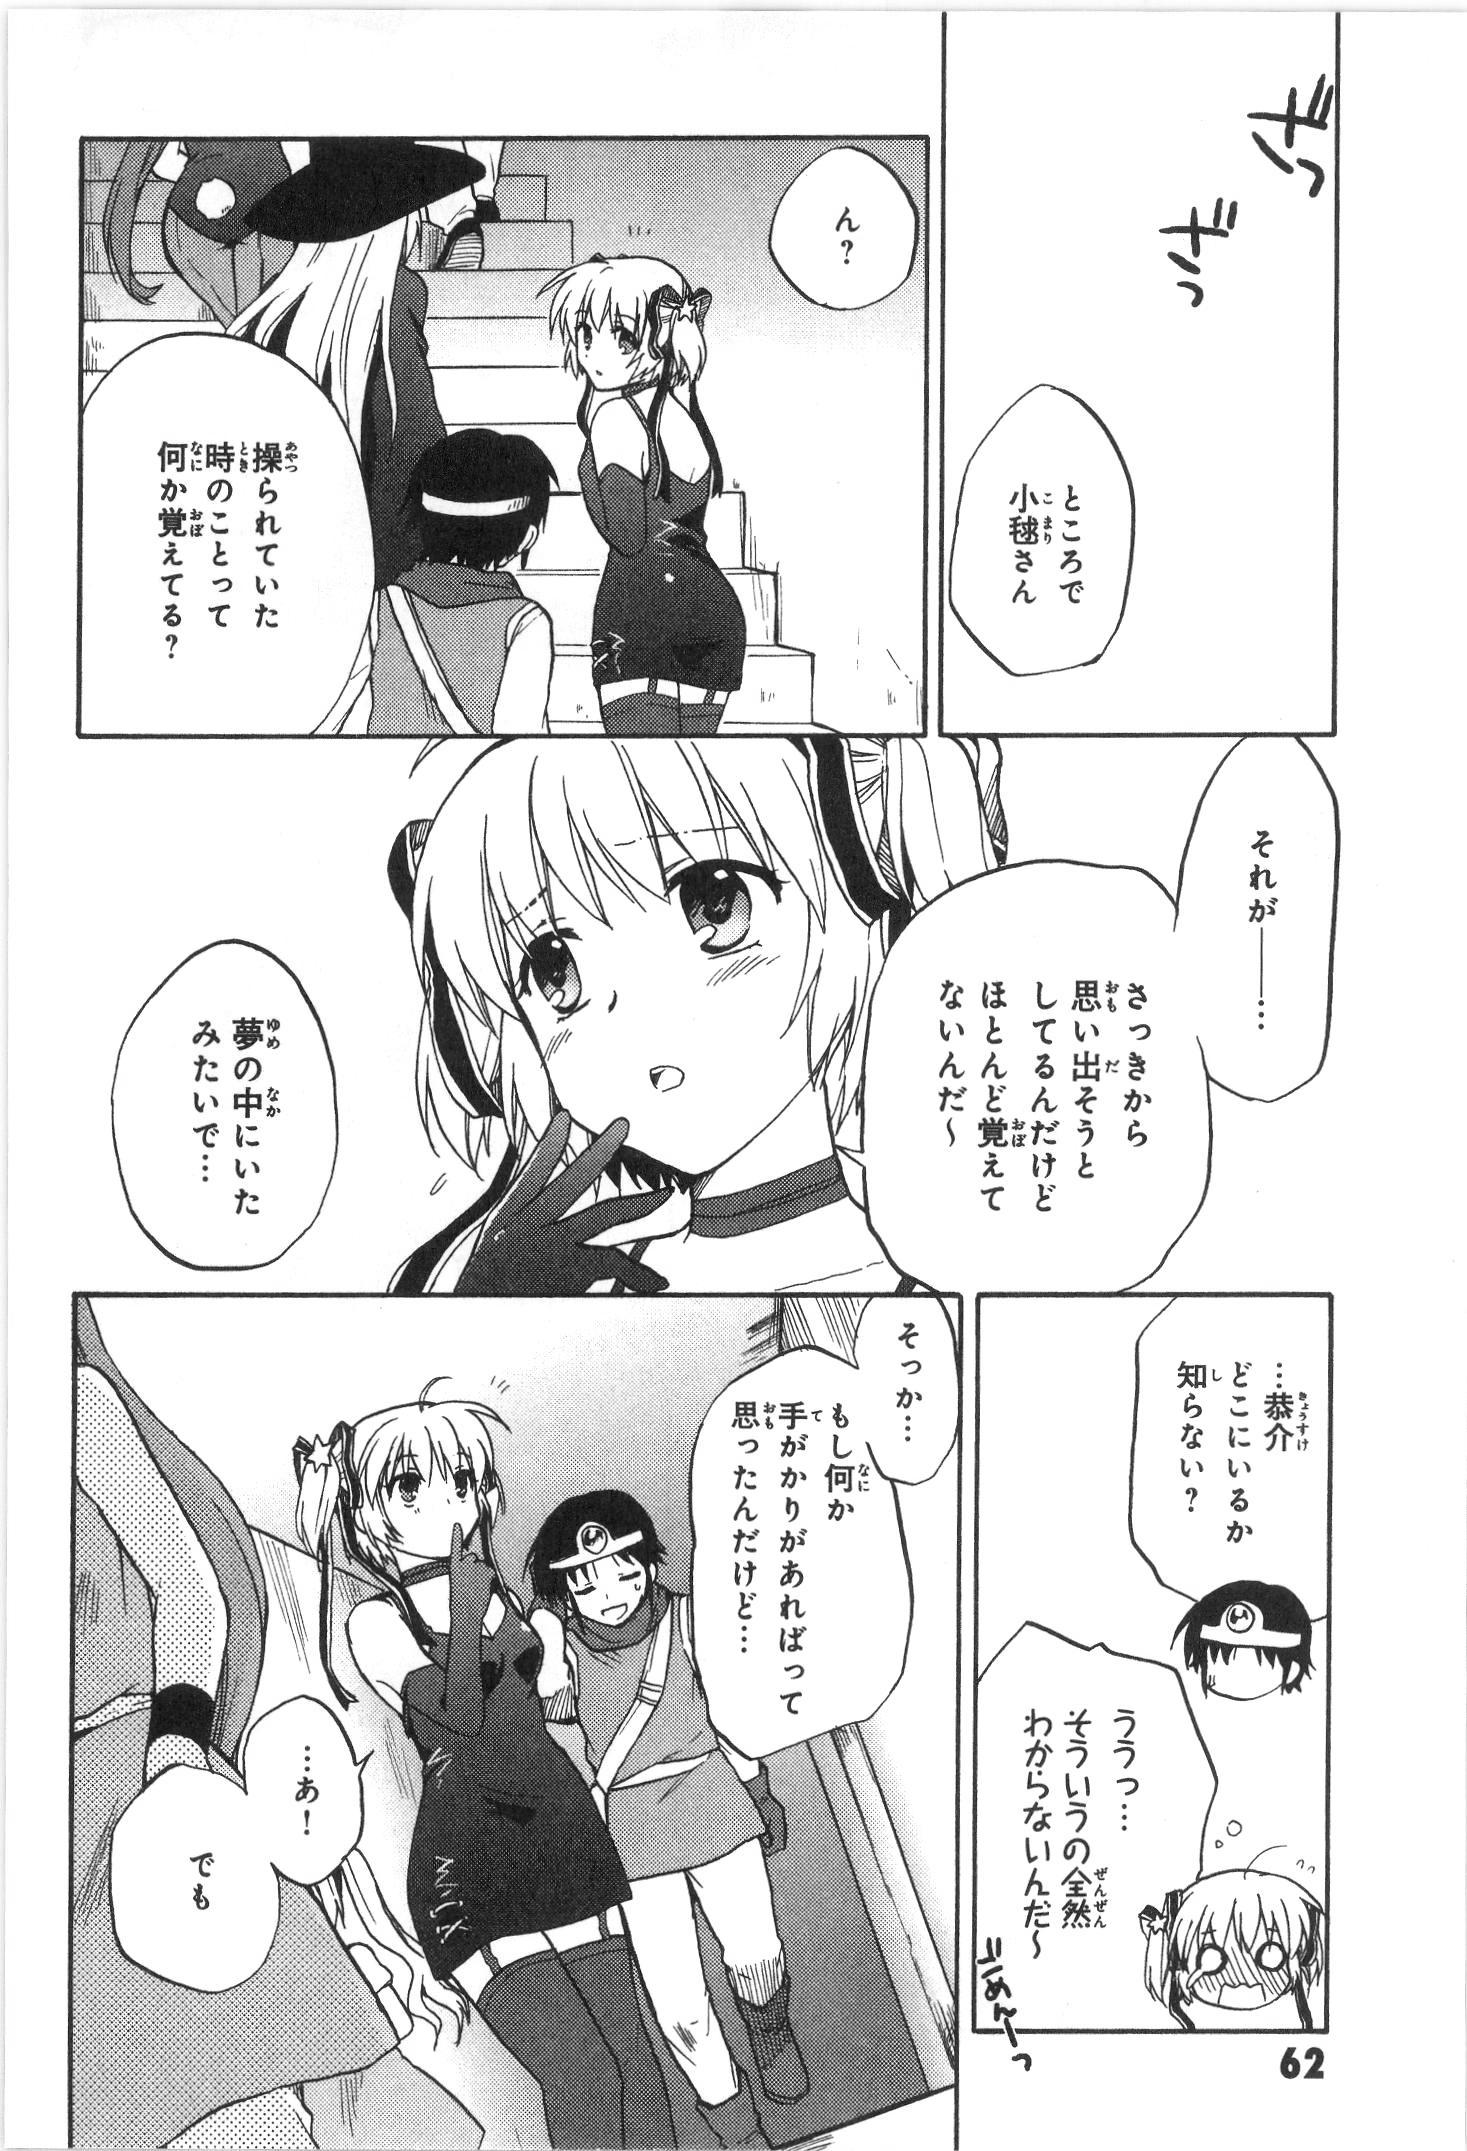 ザッ
ザッ
ところで
小毬さん
ん?
操られていた
時のことって
何か覚えてる?
それが――…
さっきから
思い出そうと
してるんだけど
ほとんど覚えて
ないんだ~
夢の中にいた
みたいで…
…恭介
どこにいるか
知らない?
ううっ…
そういうの全然
わからないんだ~
ごめんーっ
そっか…
もし何か
手がかりがあればって
思ったんだけど…
…あ!
でも
62